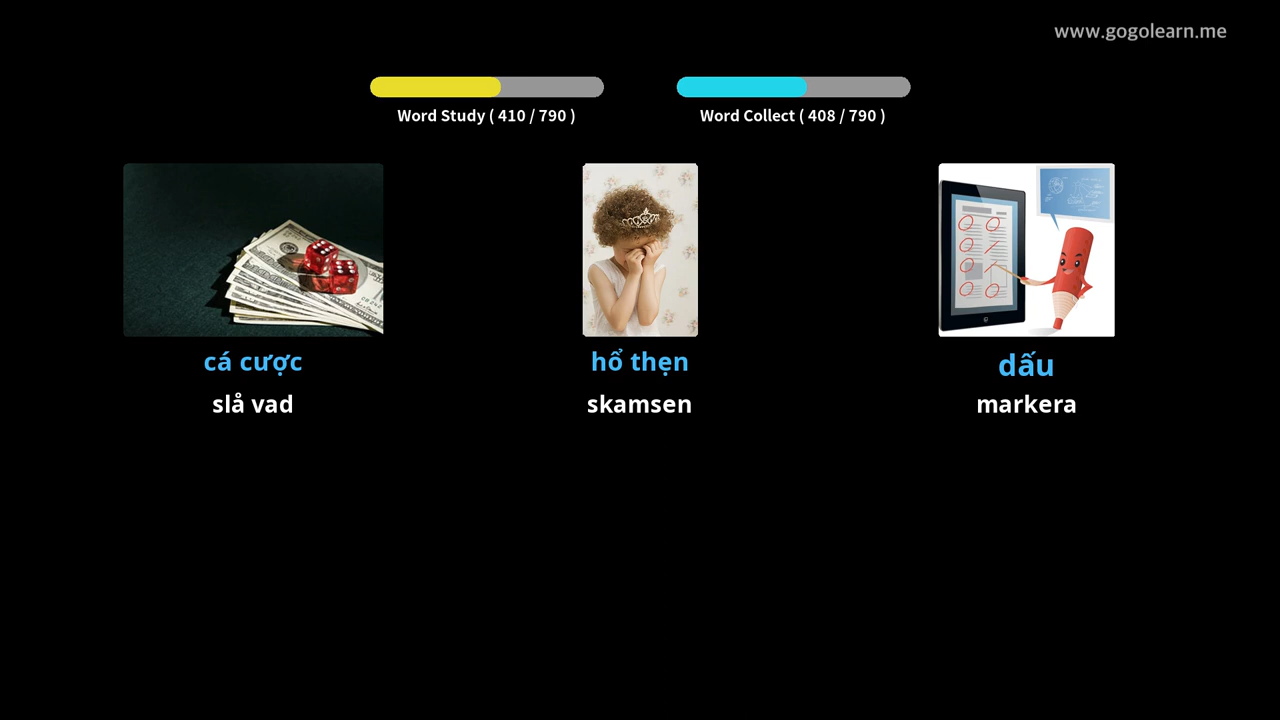 www.gogolearn.me
Word Study ( 410 / 790 )
Word Collect ( 408 / 790 )
cá cược
hổ thẹn
dấu
slå vad
skamsen
markera